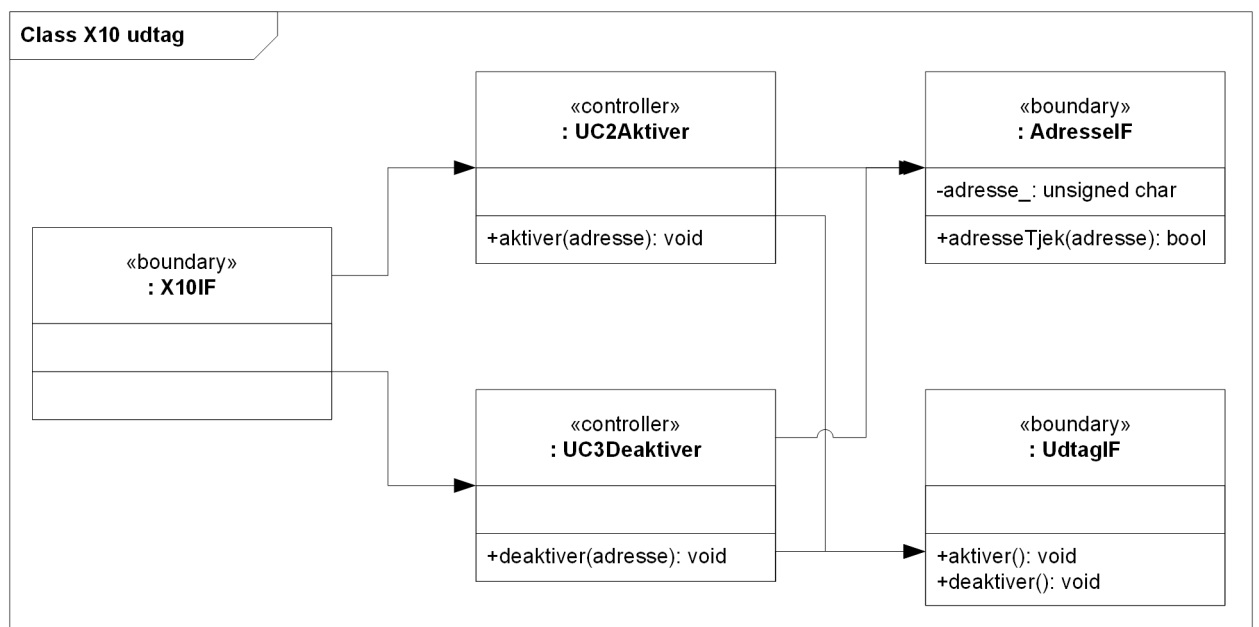 Class X10 udtag
«controller»
: UC2Aktiver
+aktiver(adresse): void
«boundary»
: AdresseIF
-adresse_: unsigned char
+adresseTjek(adresse): bool
«boundary»
: X10IF
«controller»
: UC3Deaktiver
+deaktiver(adresse): void
«boundary»
: UdtagIF
+aktiver(): void
+deaktiver(): void